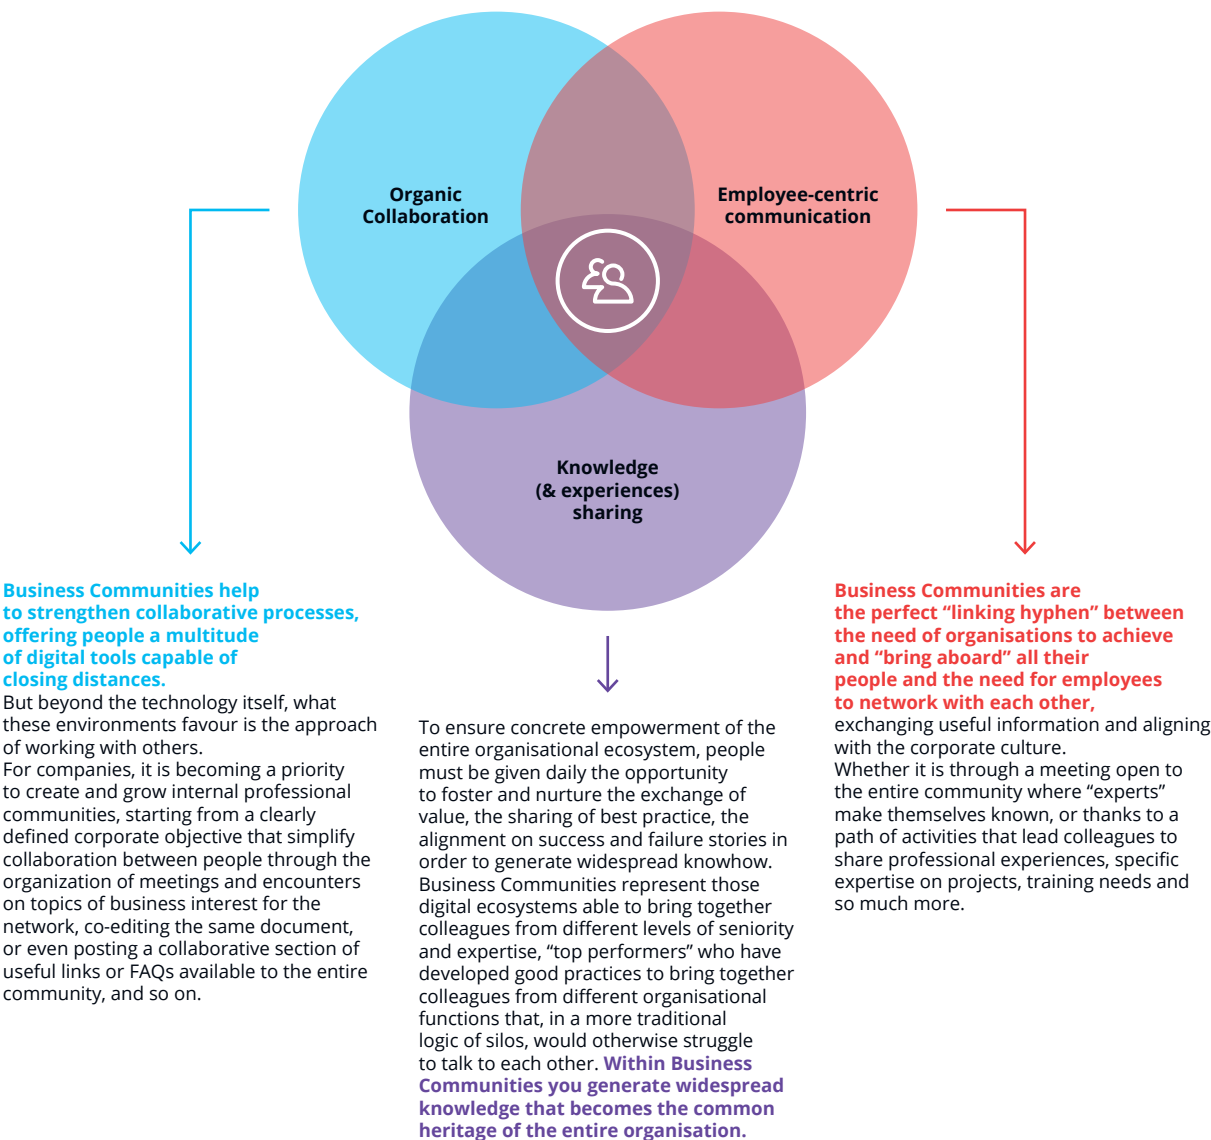 Organic
Collaboration
Employee-centric
communication
Knowledge
(& experiences)
sharing
Business Communities help
to strengthen collaborative processes,
offering people a multitude
of digital tools capable of
closing distances.
But beyond the technology itself, what
these environments favour is the approach
of working with others.
For companies, it is becoming a priority
to create and grow internal professional
communities, starting from a clearly
defined corporate objective that simplify
collaboration between people through the
organization of meetings and encounters
on topics of business interest for the
network, co-editing the same document,
or even posting a collaborative section of
useful links or FAQs available to the entire
community, and so on.
To ensure concrete empowerment of the
entire organisational ecosystem, people
must be given daily the opportunity
to foster and nurture the exchange of
value, the sharing of best practice, the
alignment on success and failure stories in
order to generate widespread knowhow.
Business Communities represent those
digital ecosystems able to bring together
colleagues from different levels of seniority
and expertise, “top performers” who have
developed good practices to bring together
colleagues from different organisational
functions that, in a more traditional
logic of silos, would otherwise struggle
to talk to each other. Within Business
Communities you generate widespread
knowledge that becomes the common
heritage of the entire organisation.
Business Communities are
the perfect “linking hyphen” between
the need of organisations to achieve
and “bring aboard” all their
people and the need for employees
to network with each other,
exchanging useful information and aligning
with the corporate culture.
Whether it is through a meeting open to
the entire community where “experts”
make themselves known, or thanks to a
path of activities that lead colleagues to
share professional experiences, specific
expertise on projects, training needs and
so much more.